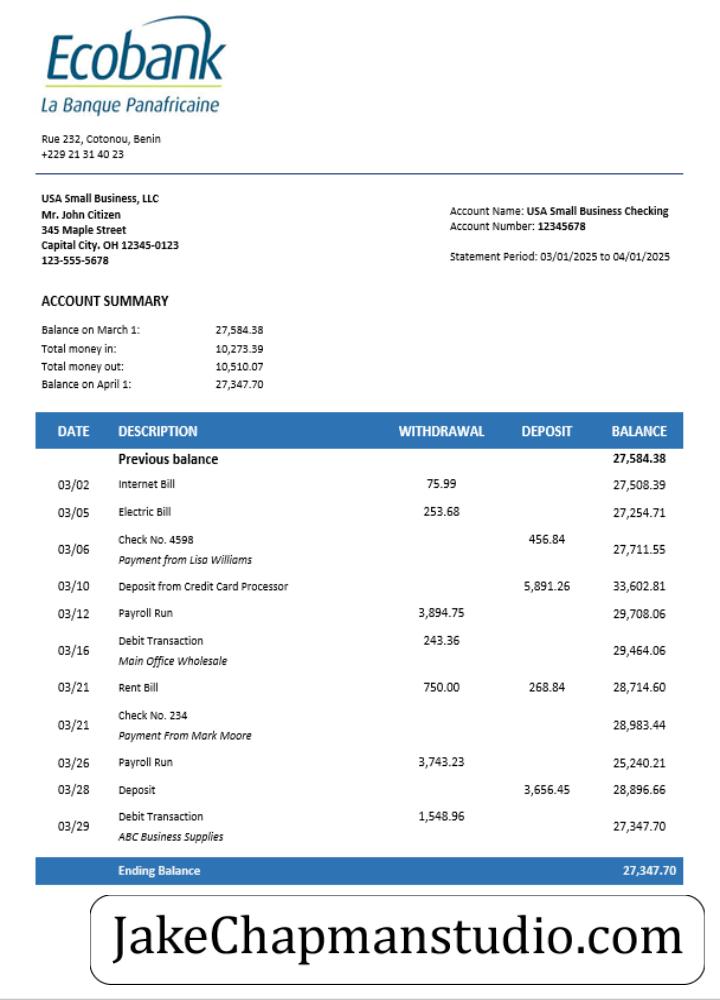 Ecobank
La Banque Panafricaine
Rue 232, Cotonou, Benin
+229 21 31 40 23
USA Small Business, LLC
Mr. John Citizen
345 Maple Street
Capital City. OH 12345-0123
123-555-5678
Account Name: USA Small Business Checking
Account Number: 12345678
Statement Period: 03/01/2025 to 04/01/2025
ACCOUNT SUMMARY
Balance on March 1: 27,584.38
Total money in: 10,273.39
Total money out: 10,510.07
Balance on April 1: 27,347.70
DATE DESCRIPTION WITHDRAWAL DEPOSIT BALANCE
Previous balance 27,584.38
03/02 Internet Bill 75.99 27,508.39
03/05 Electric Bill 253.68 27,254.71
03/06 Check No. 4598 456.84 27,711.55
Payment from Lisa Williams
03/10 Deposit from Credit Card Processor 5,891.26 33,602.81
03/12 Payroll Run 3,894.75 29,708.06
03/16 Debit Transaction 243.36 29,464.06
Main Office Wholesale
03/21 Rent Bill 750.00 268.84 28,714.60
03/21 Check No. 234 28,983.44
Payment From Mark Moore
03/26 Payroll Run 3,743.23 25,240.21
03/28 Deposit 3,656.45 28,896.66
03/29 Debit Transaction 1,548.96 27,347.70
ABC Business Supplies
Ending Balance 27,347.70
JakeChapmanstudio.com